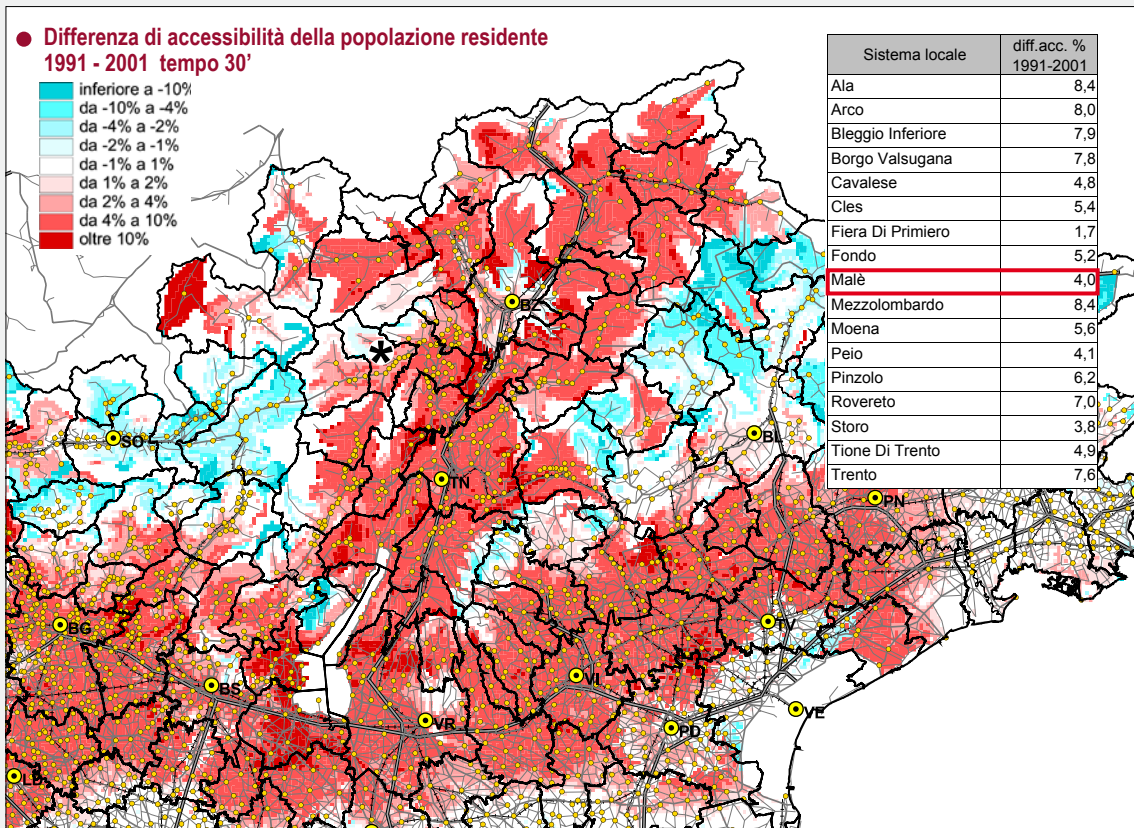 ● Differenza di accessibilità della popolazione residente
1991 - 2001 tempo 30'
inferiore a -10%
da -10% a -4%
da -4% a -2%
da -2% a -1%
da -1% a 1%
da 1% a 2%
da 2% a 4%
da 4% a 10%
oltre 10%
Sistema locale diff.acc. % 1991-2001
Ala 8,4
Arco 8,0
Bleggio Inferiore 7,9
Borgo Valsugana 7,8
Cavalese 4,8
Cles 5,4
Fiera Di Primiero 1,7
Fondo 5,2
Malè 4,0
Mezzolombardo 8,4
Moena 5,6
Peio 4,1
Pinzolo 6,2
Rovereto 7,0
Storo 3,8
Tione Di Trento 4,9
Trento 7,6
BZ
*
SO
BL
TN
PN
BG
TV
BS
VI
VR
PD
VE